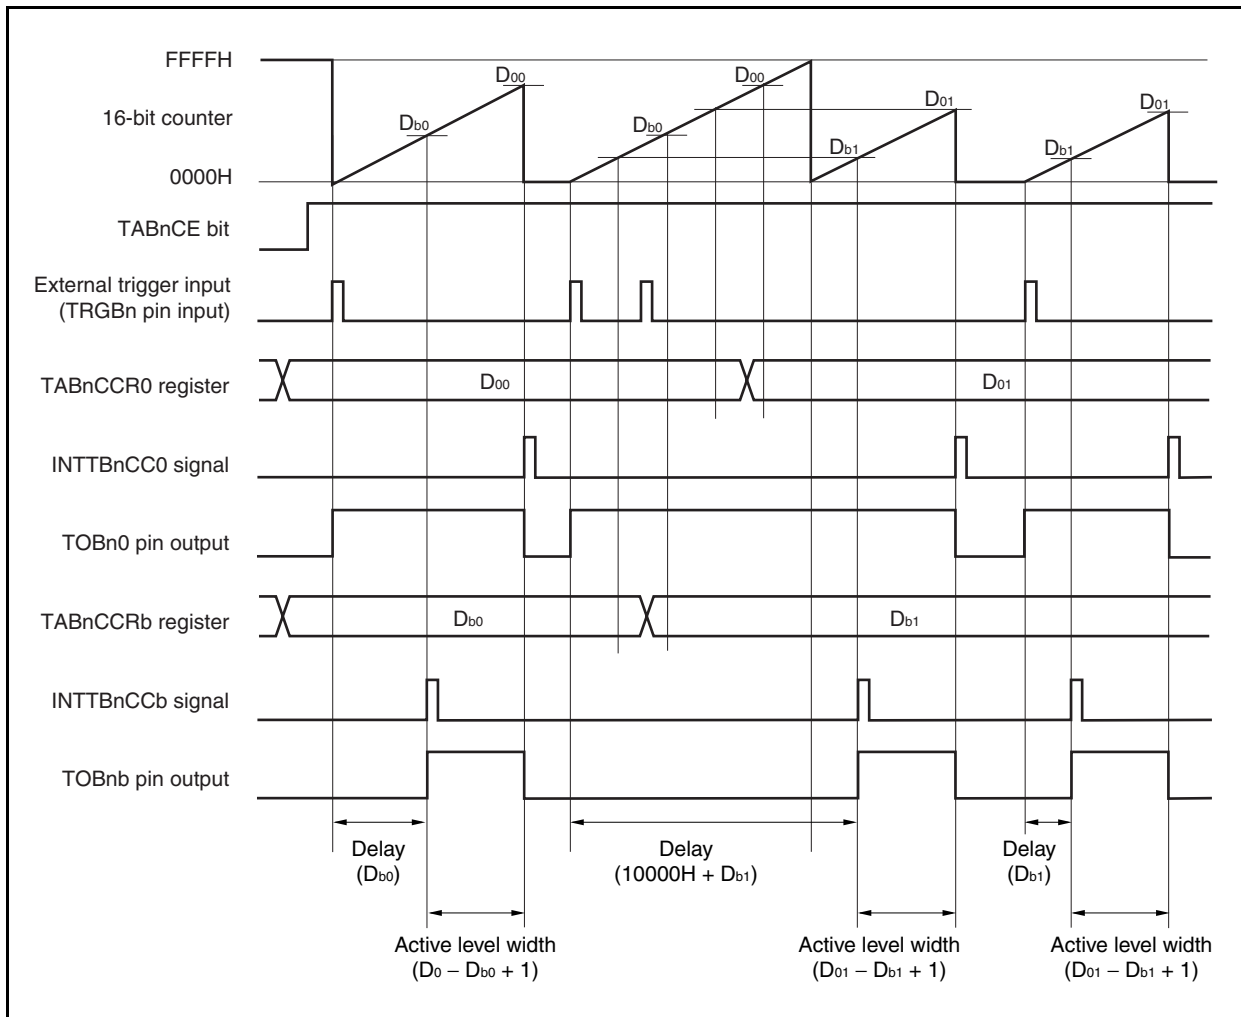 FFFFH
16-bit counter
0000H
Db0
D00
Db0
D00
Db1
D01
Db1
D01
TABnCE bit
External trigger input
(TRGBn pin input)
TABnCCR0 register
D00
D01
INTTBnCC0 signal
TOBn0 pin output
TABnCCRb register
Db0
Db1
INTTBnCCb signal
TOBnb pin output
Delay
(Db0)
Delay
(10000H + Db1)
Delay
(Db1)
Active level width
(D0 − Db0 + 1)
Active level width
(D01 − Db1 + 1)
Active level width
(D01 − Db1 + 1)